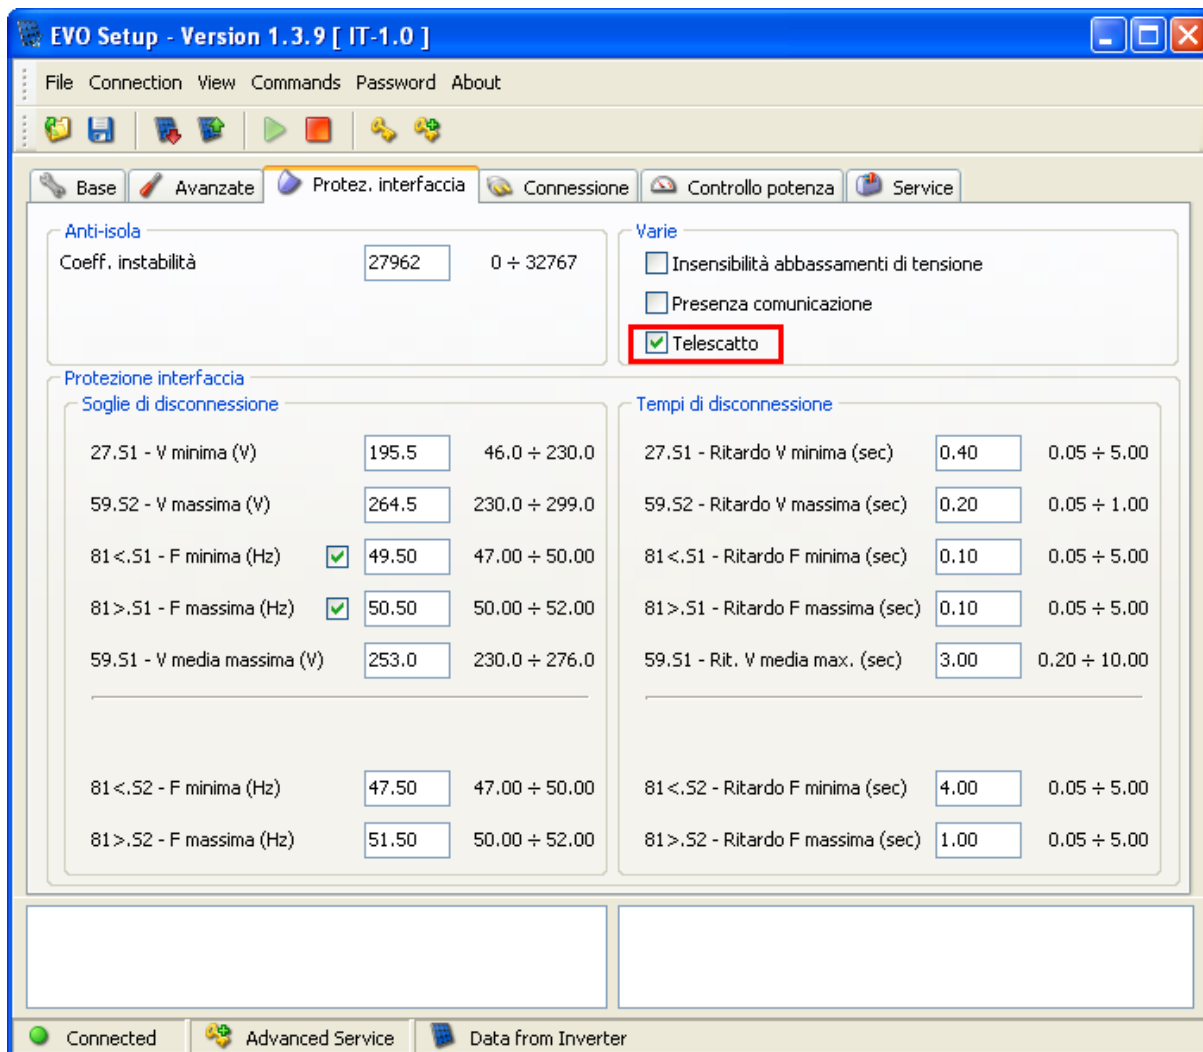 EVO Setup - Version 1.3.9 [ IT-1.0 ]
File Connection View Commands Password About
Base Avanzate Protez. interfaccia Connessione Controllo potenza Service
Anti-isola
Coeff. instabilità 27962 0 ÷ 32767
Varie
Insensibilità abbassamenti di tensione
Presenza comunicazione
Telescatto
Protezione interfaccia
Soglie di disconnessione
27.S1 - V minima (V) 195.5 46.0 ÷ 230.0
59.S2 - V massima (V) 264.5 230.0 ÷ 299.0
81<.S1 - F minima (Hz) 49.50 47.00 ÷ 50.00
81>.S1 - F massima (Hz) 50.50 50.00 ÷ 52.00
59.S1 - V media massima (V) 253.0 230.0 ÷ 276.0
81<.S2 - F minima (Hz) 47.50 47.00 ÷ 50.00
81>.S2 - F massima (Hz) 51.50 50.00 ÷ 52.00
Tempi di disconnessione
27.S1 - Ritardo V minima (sec) 0.40 0.05 ÷ 5.00
59.S2 - Ritardo V massima (sec) 0.20 0.05 ÷ 1.00
81<.S1 - Ritardo F minima (sec) 0.10 0.05 ÷ 5.00
81>.S1 - Ritardo F massima (sec) 0.10 0.05 ÷ 5.00
59.S1 - Rit. V media max. (sec) 3.00 0.20 ÷ 10.00
81<.S2 - Ritardo F minima (sec) 4.00 0.05 ÷ 5.00
81>.S2 - Ritardo F massima (sec) 1.00 0.05 ÷ 5.00
Connected Advanced Service Data from Inverter